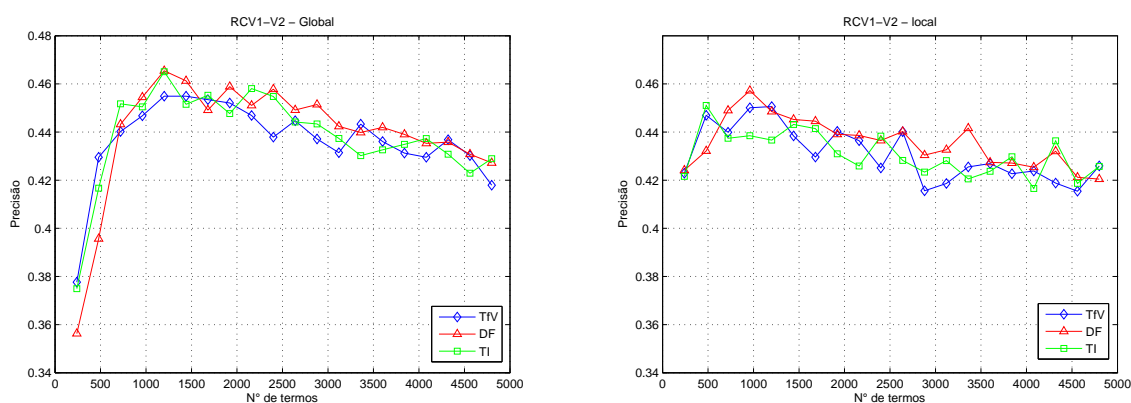 RCV1–V2 – Global
0.48
0.46
0.44
0.42
0.4
0.38
0.36
0.34
Precisão
0 500 1000 1500 2000 2500 3000 3500 4000 4500 5000
N° de termos
TfV
DF
TI
RCV1–V2 – local
0.48
0.46
0.44
0.42
0.4
0.38
0.36
0.34
Precisão
0 500 1000 1500 2000 2500 3000 3500 4000 4500 5000
N° de termos
TfV
DF
TI